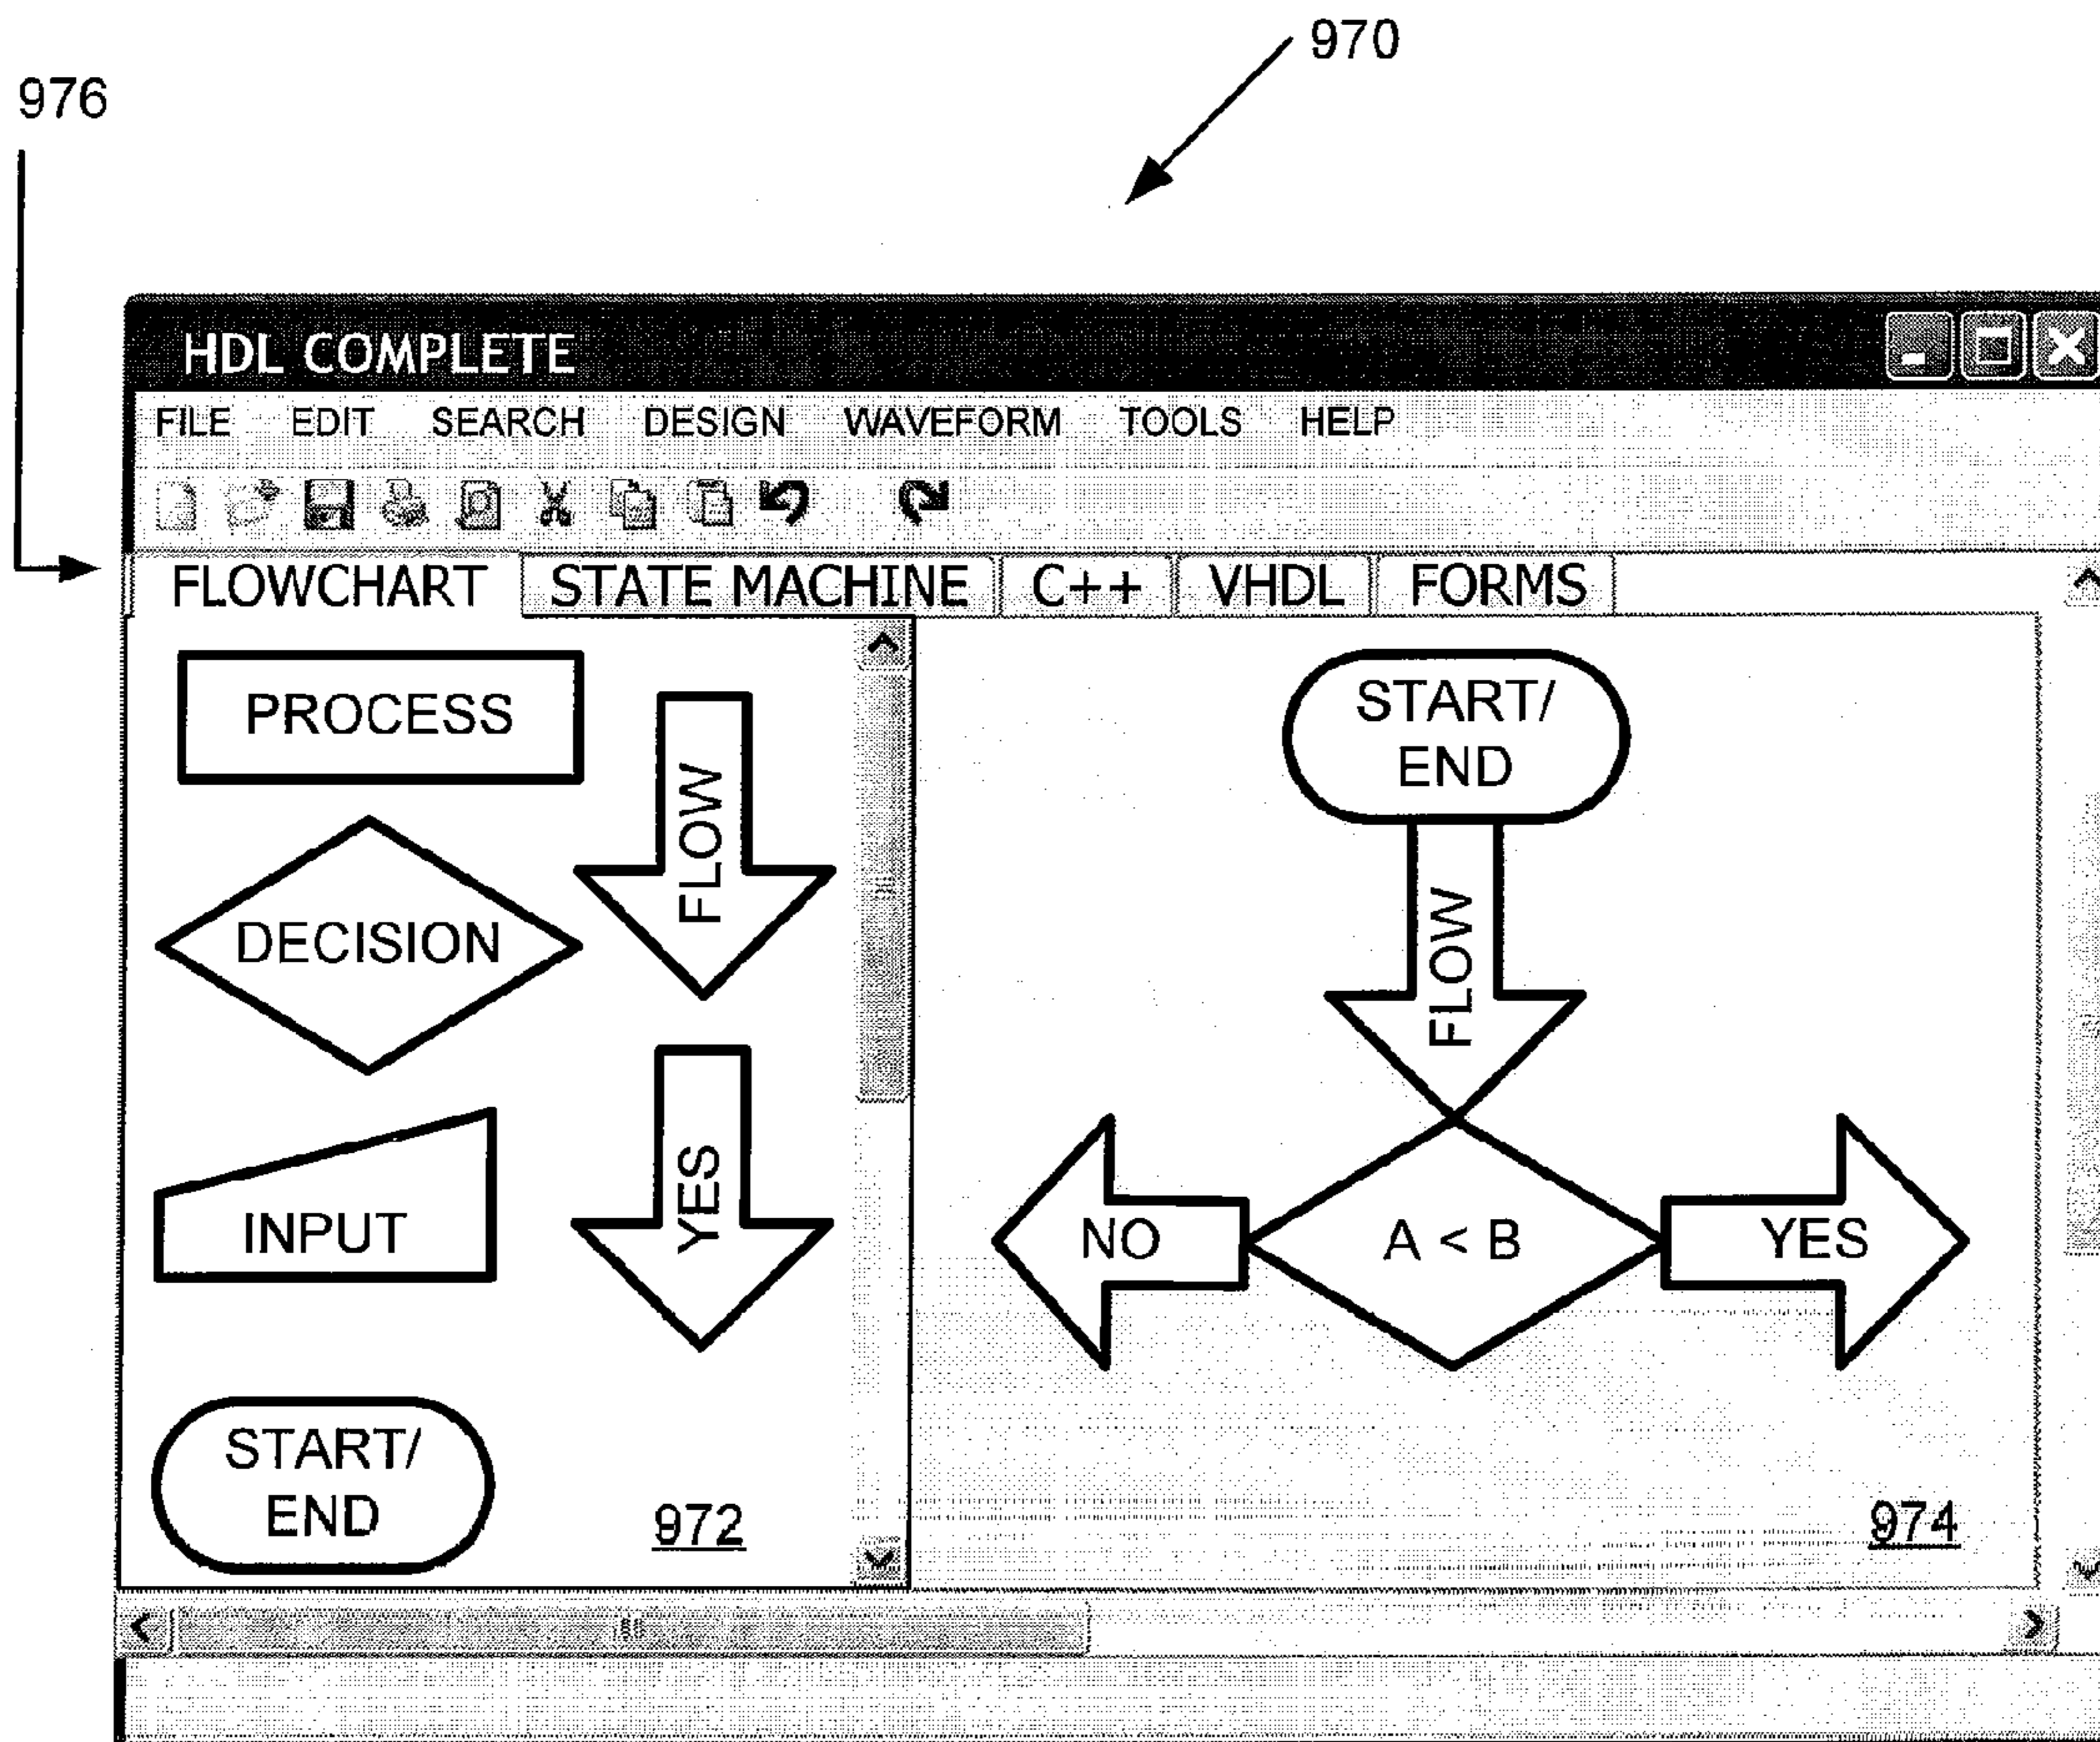 970
976
HDL COMPLETE
FILE EDIT SEARCH DESIGN WAVEFORM TOOLS HELP
FLOWCHART STATE MACHINE C++ VHDL FORMS
PROCESS
FLOW
DECISION
INPUT
YES
START/
END
972
START/
END
FLOW
NO
A < B
YES
974